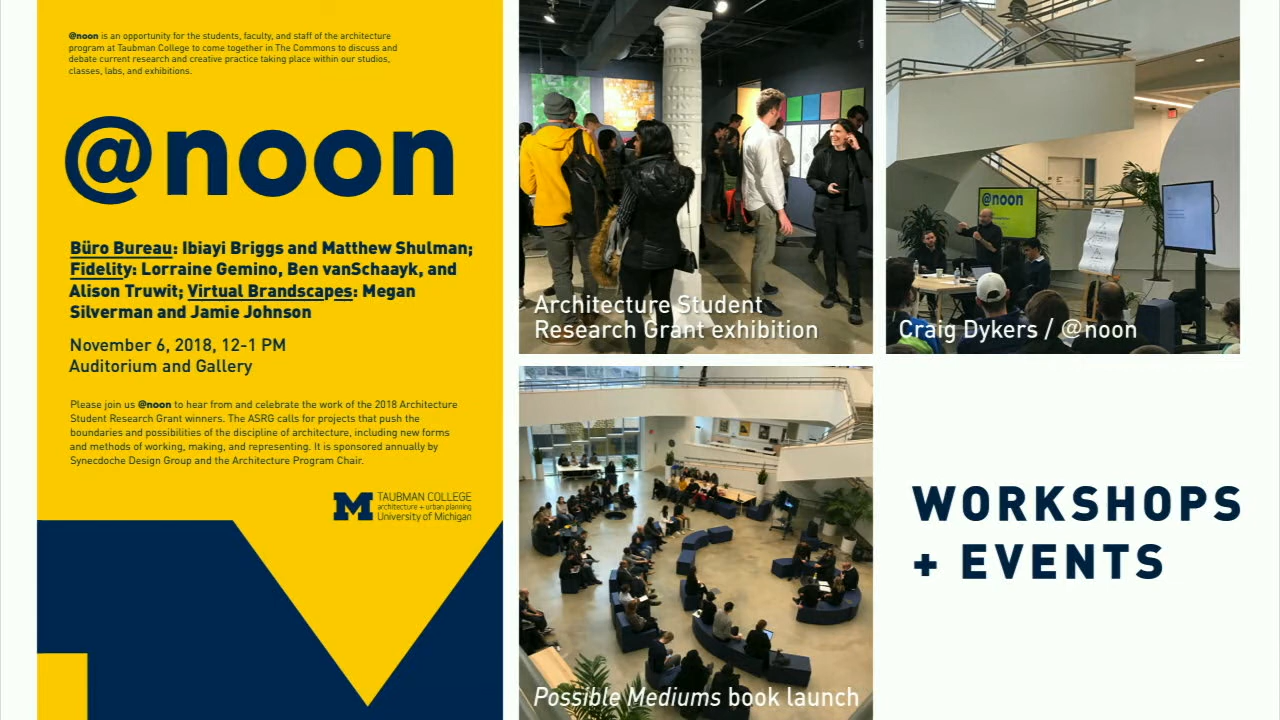 @noon is an opportunity for the students, faculty, and staff of the architecture
program at Taubman College to come together in The Commons to discuss and
debate current research and creative practice taking place within our studios,
classes, labs, and exhibitions.
@noon
Büro Bureau: Ibiayi Briggs and Matthew Shulman;
Fidelity: Lorraine Gemino, Ben vanSchaayk, and
Alison Truwit; Virtual Brandscapes: Megan
Silverman and Jamie Johnson
November 6, 2018, 12-1 PM
Auditorium and Gallery
Please join us @noon to hear from and celebrate the work of the 2018 Architecture
Student Research Grant winners. The ASRG calls for projects that push the
boundaries and possibilities of the discipline of architecture, including new forms
and methods of working, making, and representing. It is sponsored annually by
Synecdoche Design Group and the Architecture Program Chair.
M
TAUBMAN COLLEGE
architecture + urban planning
University of Michigan
Architecture Student
Research Grant exhibition
@noon
Craig Dykers / @noon
Possible Mediums book launch
WORKSHOPS
+ EVENTS